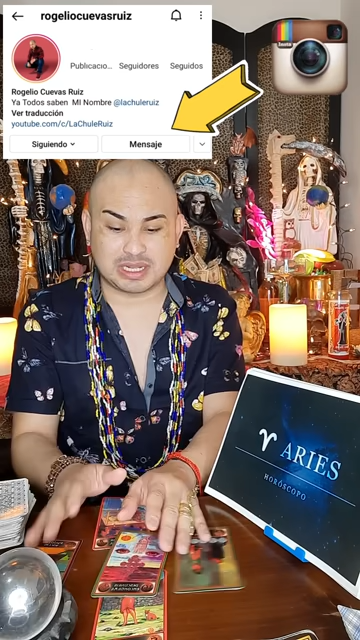 rogeliocuevasruiz
Publicacio... Seguidores Seguidos
Rogelio Cuevas Ruiz
Ya Todos saben MI Nombre @lachuleruiz
Ver traducción
youtube.com/c/LaChuleRuiz
Siguiendo Mensaje
Insta
ARIES
HORÓSCOPO